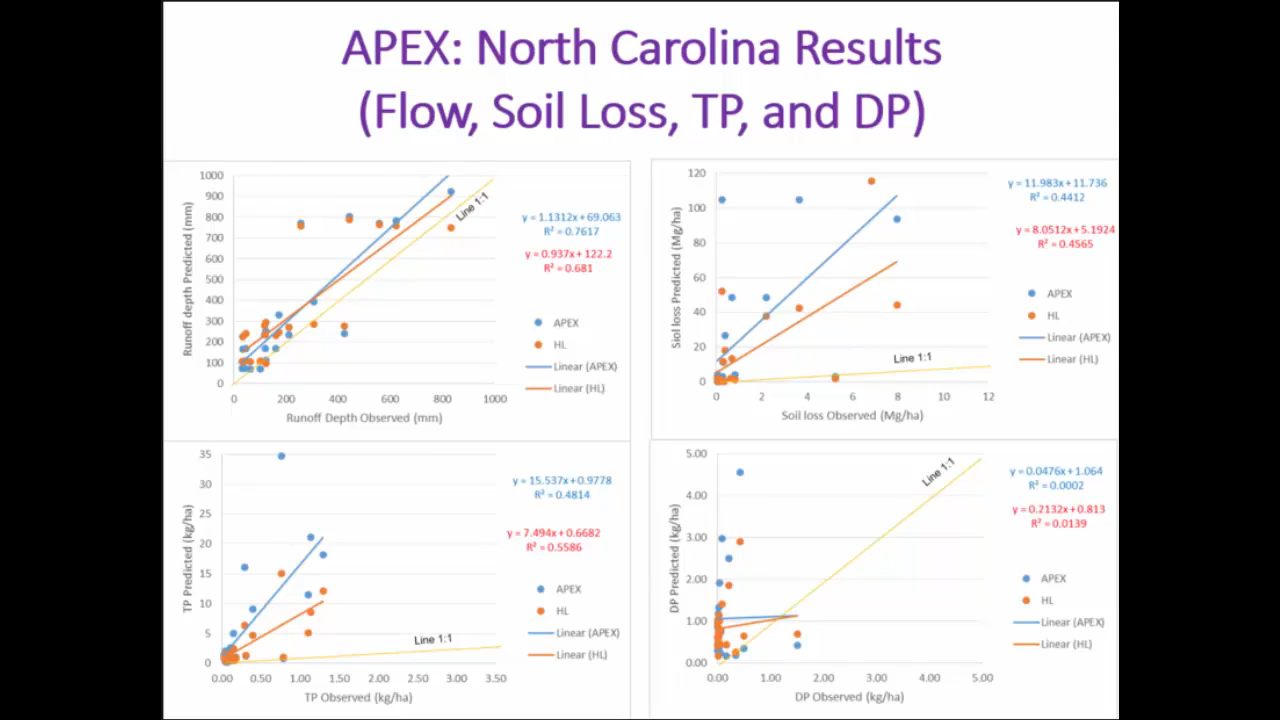 APEX: North Carolina Results
(Flow, Soil Loss, TP, and DP)
1000
900
800
700
600
500
400
300
200
100
0
Runoff depth Predicted (mm)
0 200 400 600 800 1000
Runoff Depth Observed (mm)
Line 1:1
y = 1.1312x + 69.063
R² = 0.7617
y = 0.937x + 122.2
R² = 0.681
APEX
HL
Linear (APEX)
Linear (HL)
120
100
80
60
40
20
0
Siol loss Predicted (Mg/ha)
0 2 4 6 8 10 12
Soil loss Observed (Mg/ha)
Line 1:1
y = 11.983x + 11.736
R² = 0.4412
y = 8.0512x + 5.1924
R² = 0.4565
APEX
HL
Linear (APEX)
Linear (HL)
35
30
25
20
15
10
5
0
TP Predicted (kg/ha)
0.00 0.50 1.00 1.50 2.00 2.50 3.00 3.50
TP Observed (kg/ha)
Line 1:1
y = 15.537x + 0.9778
R² = 0.4814
y = 7.494x + 0.6682
R² = 0.5586
APEX
HL
Linear (APEX)
Linear (HL)
5.00
4.00
3.00
2.00
1.00
0.00
DP Predicted (kg/ha)
0.00 1.00 2.00 3.00 4.00 5.00
DP Observed (kg/ha)
Line 1:1
y = 0.0476x + 1.064
R² = 0.0002
y = 0.2132x + 0.813
R² = 0.0139
APEX
HL
Linear (APEX)
Linear (HL)